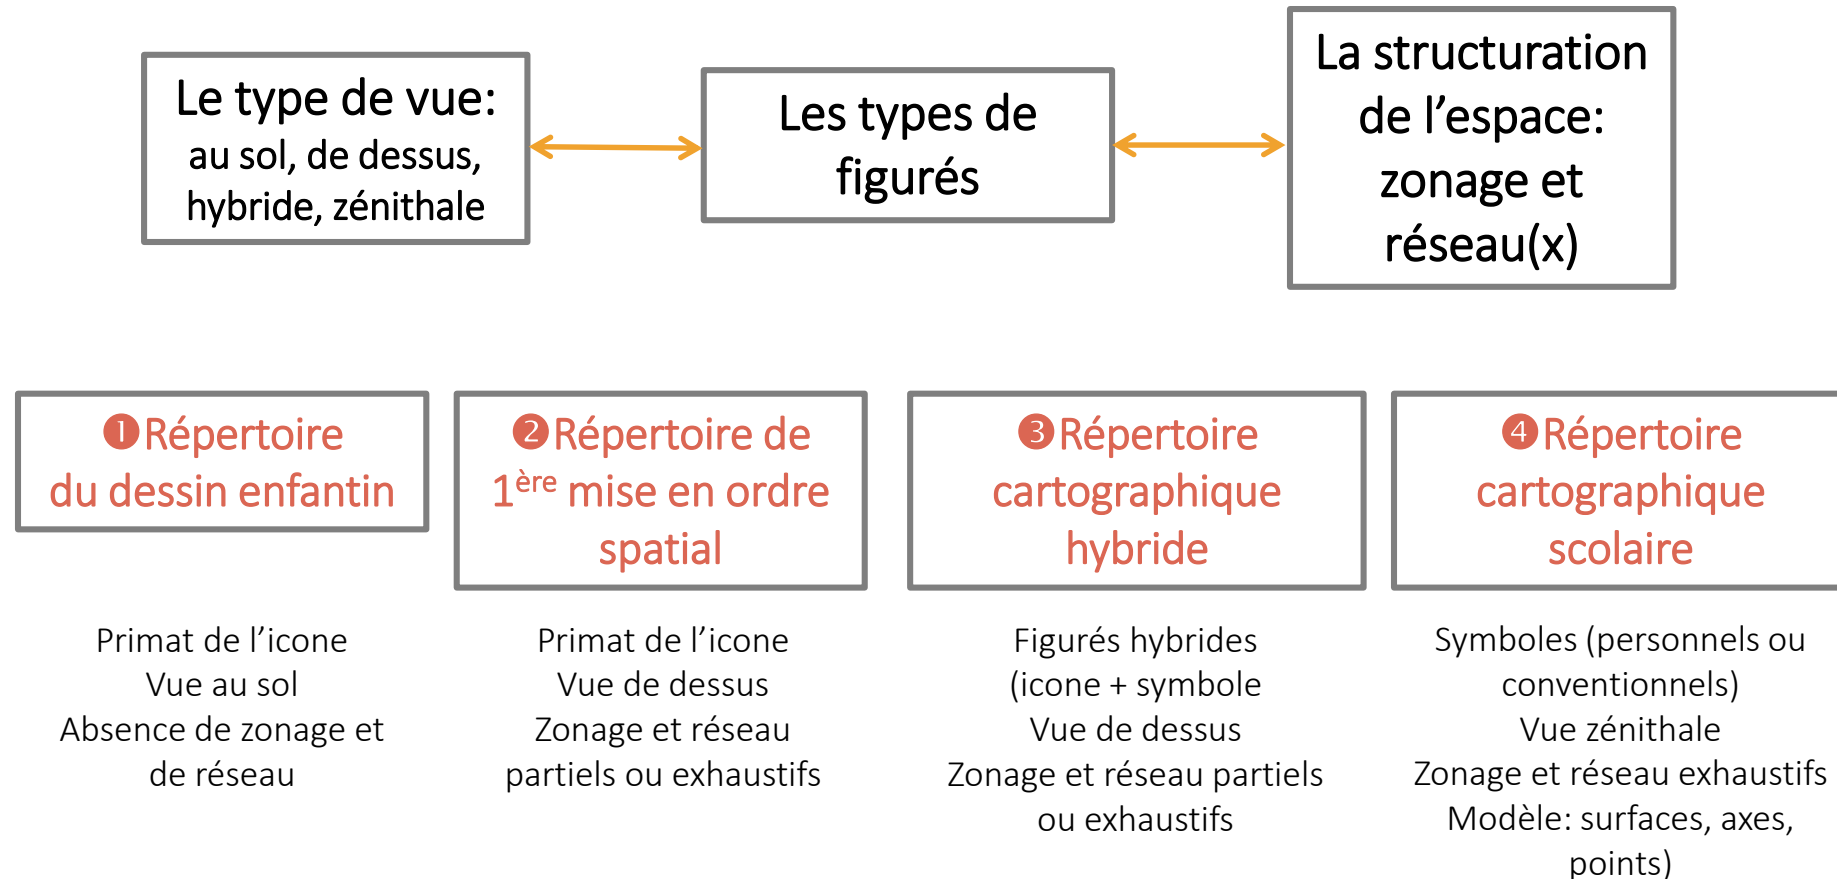 Le type de vue:
au sol, de dessus,
hybride, zénithale
Les types de
figurés
La structuration
de l'espace:
zonage et
réseau(x)
❶Répertoire
du dessin enfantin
❷Répertoire de
1ère mise en ordre
spatial
❸Répertoire
cartographique
hybride
❹Répertoire
cartographique
scolaire
Primat de l'icone
Vue au sol
Absence de zonage et
de réseau
Primat de l'icone
Vue de dessus
Zonage et réseau
partiels ou exhaustifs
Figurés hybrides
(icone + symbole
Vue de dessus
Zonage et réseau partiels
ou exhaustifs
Symboles (personnels ou
conventionnels)
Vue zénithale
Zonage et réseau exhaustifs
Modèle: surfaces, axes,
points)